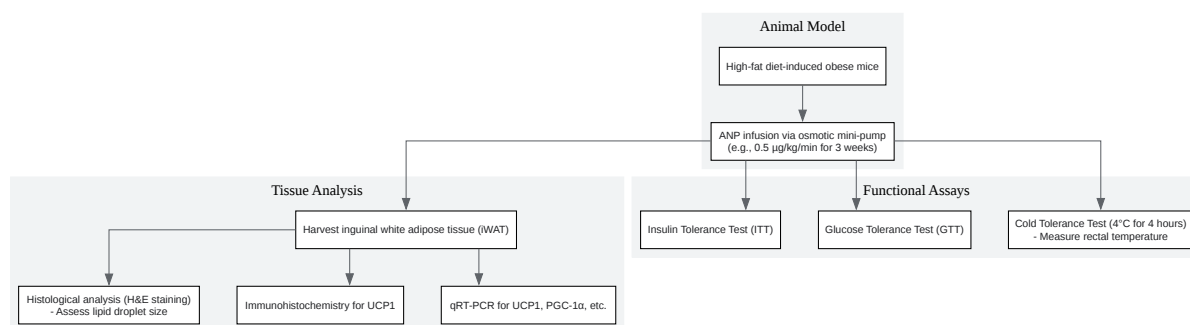 Animal Model
High-fat diet-induced obese mice
ANP infusion via osmotic mini-pump
(e.g., 0.5 µg/kg/min for 3 weeks)
Tissue Analysis
Functional Assays
Harvest inguinal white adipose tissue (iWAT)
Insulin Tolerance Test (ITT)
Glucose Tolerance Test (GTT)
Cold Tolerance Test (4°C for 4 hours)
- Measure rectal temperature
Histological analysis (H&E staining)
- Assess lipid droplet size
Immunohistochemistry for UCP1
qRT-PCR for UCP1, PGC-1α, etc.